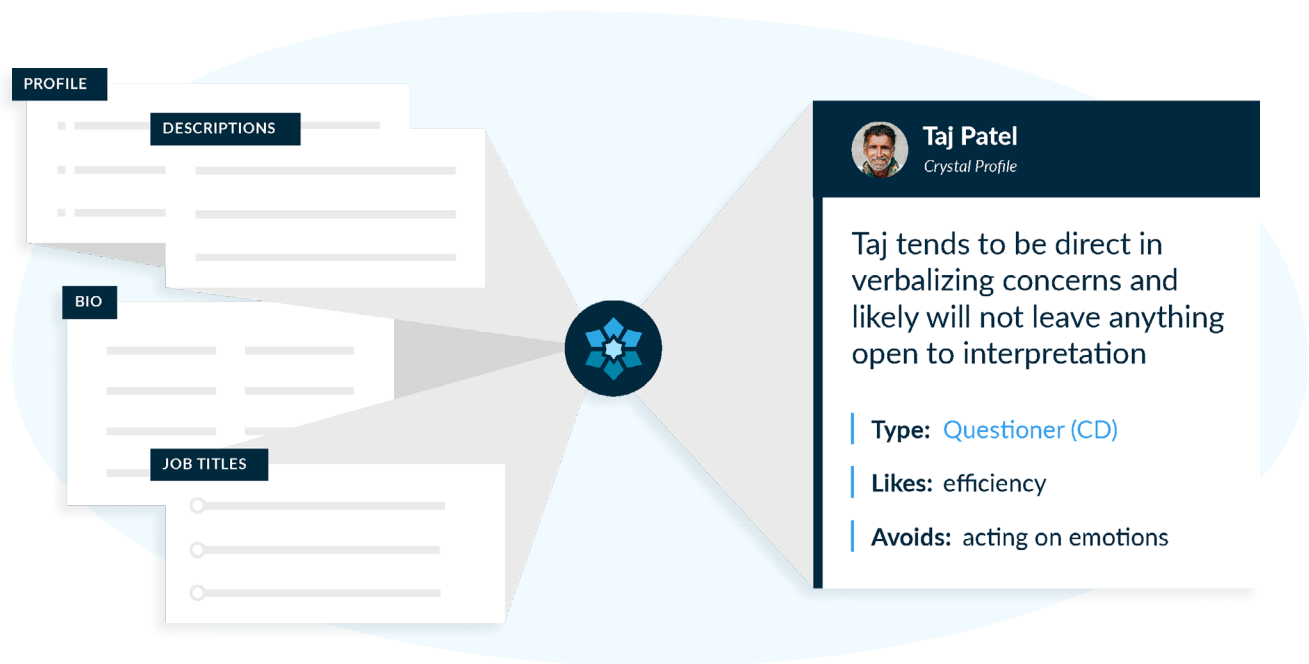 PROFILE
DESCRIPTIONS
BIO
JOB TITLES
Taj Patel
Crystal Profile
Taj tends to be direct in
verbalizing concerns and
likely will not leave anything
open to interpretation
Type: Questioner (CD)
Likes: efficiency
Avoids: acting on emotions